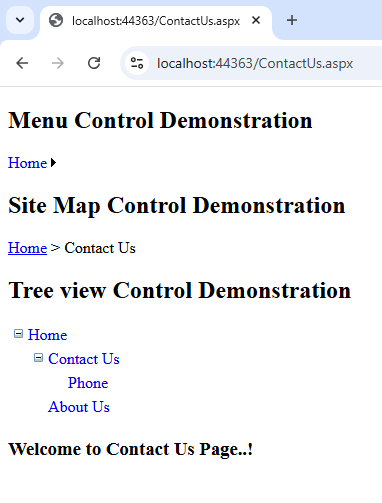 localhost:44363/ContactUs.aspx
localhost:44363/ContactUs.aspx
Menu Control Demonstration
Home
Site Map Control Demonstration
Home > Contact Us
Tree view Control Demonstration
Home
Contact Us
Phone
About Us
Welcome to Contact Us Page..!